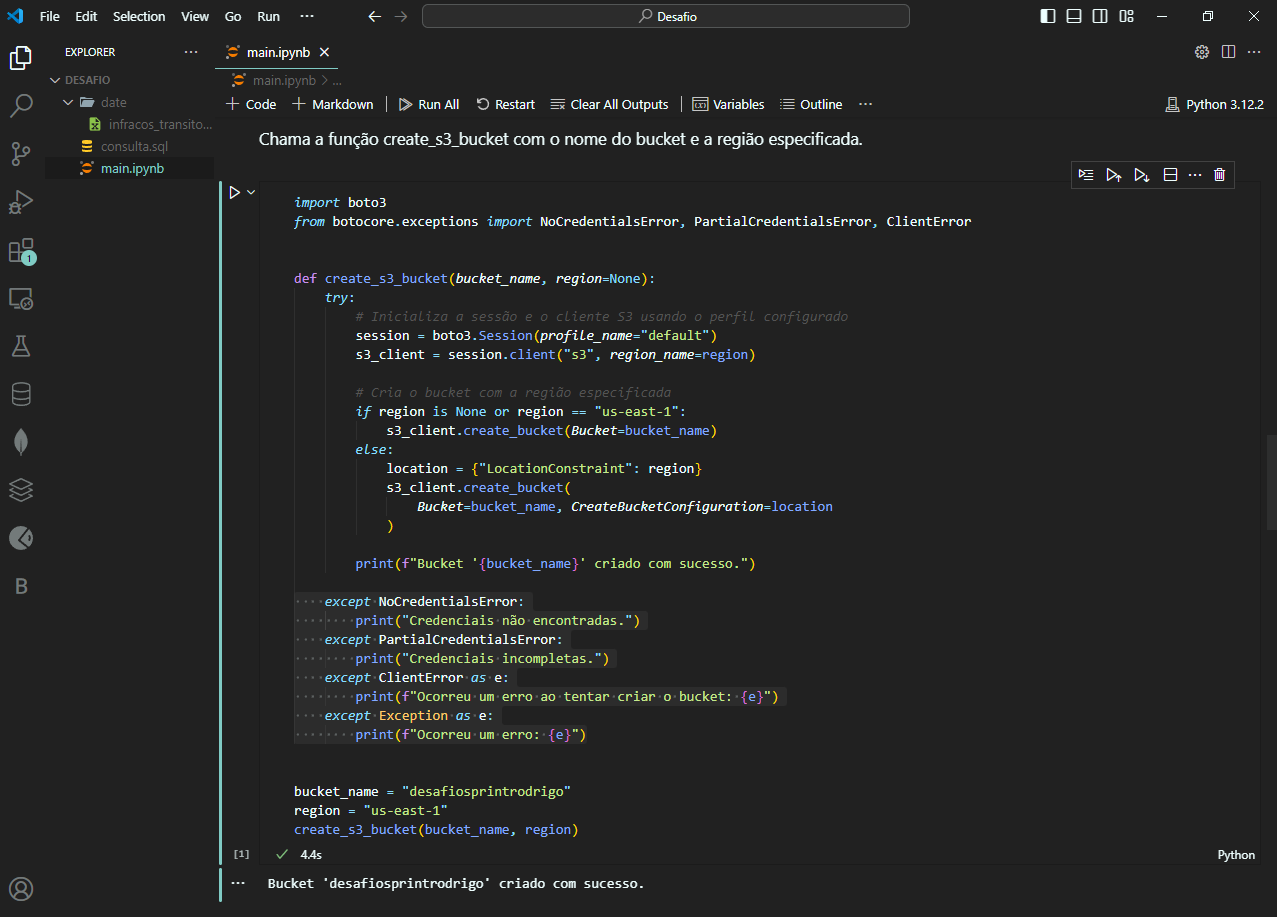 File Edit Selection View Go Run ··· Desafio
EXPLORER ···
main.ipynb
DESAFIO
main.ipynb > ...
date
infracos_transito...
consulta.sql
main.ipynb
1
B
+ Code + Markdown Run All Restart Clear All Outputs Variables Outline ··· Python 3.12.2
Chama a função create_s3_bucket com o nome do bucket e a região especificada.
import boto3
from botocore.exceptions import NoCredentialsError, PartialCredentialsError, ClientError
def create_s3_bucket(bucket_name, region=None):
try:
# Inicializa a sessão e o cliente S3 usando o perfil configurado
session = boto3.Session(profile_name="default")
s3_client = session.client("s3", region_name=region)
# Cria o bucket com a região especificada
if region is None or region == "us-east-1":
s3_client.create_bucket(Bucket=bucket_name)
else:
location = {"LocationConstraint": region}
s3_client.create_bucket(
Bucket=bucket_name, CreateBucketConfiguration=location
)
print(f"Bucket '{bucket_name}' criado com sucesso.")
except NoCredentialsError:
print("Credenciais não encontradas.")
except PartialCredentialsError:
print("Credenciais incompletas.")
except ClientError as e:
print(f"Ocorreu um erro ao tentar criar o bucket: {e}")
except Exception as e:
print(f"Ocorreu um erro: {e}")
bucket_name = "desafiosprintrodrigo"
region = "us-east-1"
create_s3_bucket(bucket_name, region)
[1] 4.4s Python
··· Bucket 'desafiosprintrodrigo' criado com sucesso.